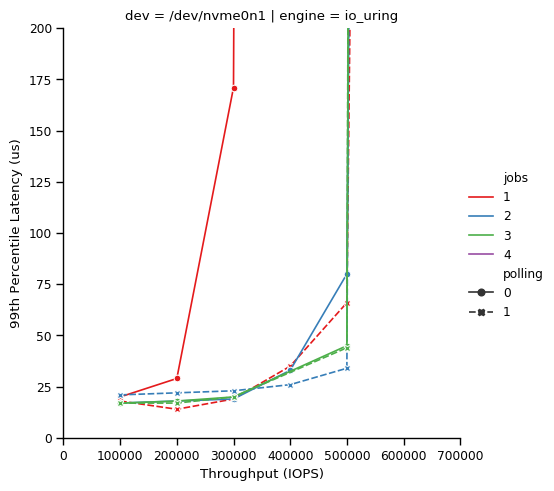 dev = /dev/nvme0n1 | engine = io_uring
200
175
150
125
100
75
50
25
0
99th Percentile Latency (us)
0 100000 200000 300000 400000 500000 600000 700000
Throughput (IOPS)
jobs
1
2
3
4
polling
0
1